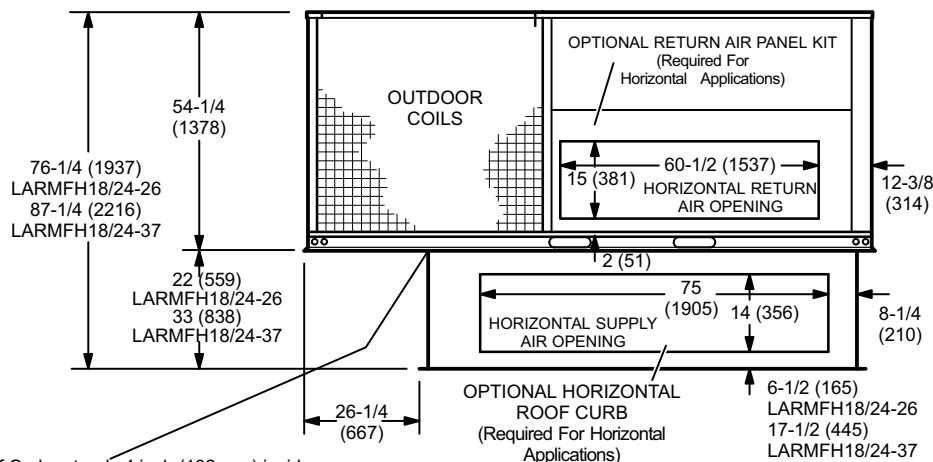 OPTIONAL RETURN AIR PANEL KIT
(Required For
Horizontal Applications)
OUTDOOR
COILS
54-1/4
(1378)
76-1/4 (1937)
LARMFH18/24-26
87-1/4 (2216)
LARMFH18/24-37
15 (381)
60-1/2 (1537)
HORIZONTAL RETURN
AIR OPENING
12-3/8
(314)
2 (51)
22 (559)
LARMFH18/24-26
33 (838)
LARMFH18/24-37
75
(1905)
14 (356)
HORIZONTAL SUPPLY
AIR OPENING
8-1/4
(210)
26-1/4
(667)
OPTIONAL HORIZONTAL
ROOF CURB
(Required For Horizontal
Applications)
6-1/2 (165)
LARMFH18/24-26
17-1/2 (445)
LARMFH18/24-37